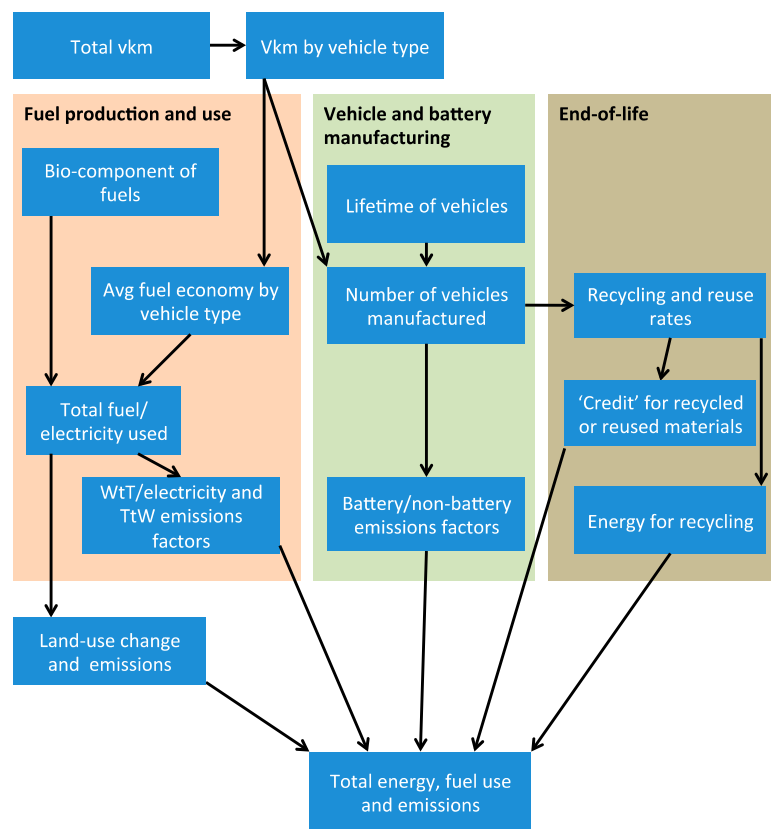 Total vkm
Vkm by vehicle type
Fuel production and use
Bio-component of
fuels
Avg fuel economy by
vehicle type
Total fuel/
electricity used
WtT/electricity and
TtW emissions
factors
Land-use change
and emissions
Vehicle and battery
manufacturing
Lifetime of vehicles
Number of vehicles
manufactured
Battery/non-battery
emissions factors
End-of-life
Recycling and reuse
rates
‘Credit’ for recycled
or reused materials
Energy for recycling
Total energy, fuel use
and emissions